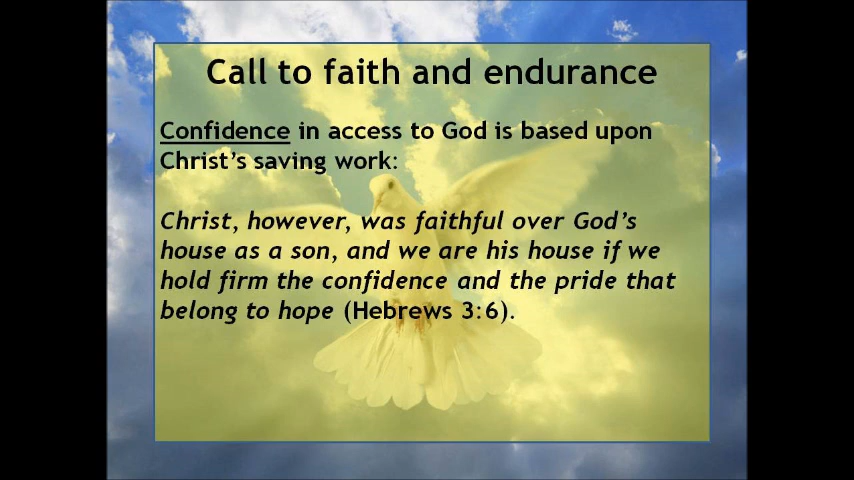 Call to faith and endurance
Confidence in access to God is based upon
Christ’s saving work:
Christ, however, was faithful over God’s
house as a son, and we are his house if we
hold firm the confidence and the pride that
belong to hope (Hebrews 3:6).